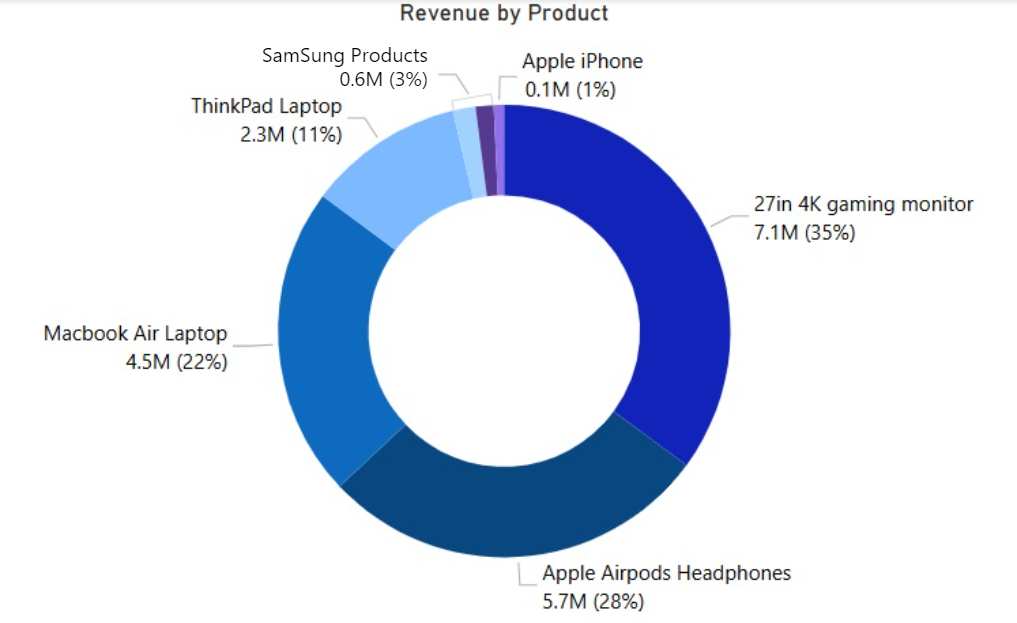 Revenue by Product
SamSung Products
0.6M (3%)
Apple iPhone
0.1M (1%)
ThinkPad Laptop
2.3M (11%)
27in 4K gaming monitor
7.1M (35%)
Macbook Air Laptop
4.5M (22%)
Apple Airpods Headphones
5.7M (28%)